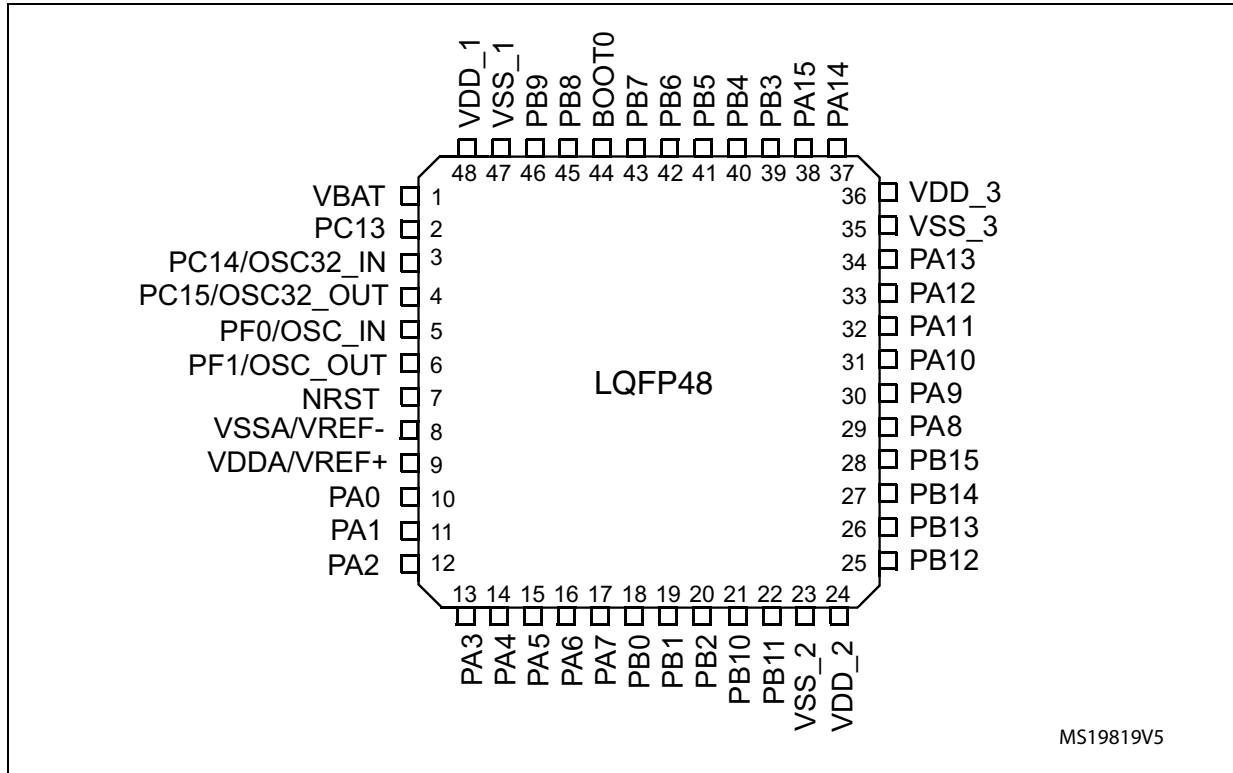 VDD_1
VSS_1
PB9
PB8
BOOT0
PB7
PB6
PB5
PB4
PB3
PA15
PA14
48 47 46 45 44 43 42 41 40 39 38 37
VBAT 1
PC13 2
PC14/OSC32_IN 3
PC15/OSC32_OUT 4
PF0/OSC_IN 5
PF1/OSC_OUT 6
NRST 7
VSSA/VREF- 8
VDDA/VREF+ 9
PA0 10
PA1 11
PA2 12
LQFP48
36 VDD_3
35 VSS_3
34 PA13
33 PA12
32 PA11
31 PA10
30 PA9
29 PA8
28 PB15
27 PB14
26 PB13
25 PB12
13 14 15 16 17 18 19 20 21 22 23 24
PA3
PA4
PA5
PA6
PA7
PB0
PB1
PB2
PB10
PB11
VSS_2
VDD_2
MS19819V5